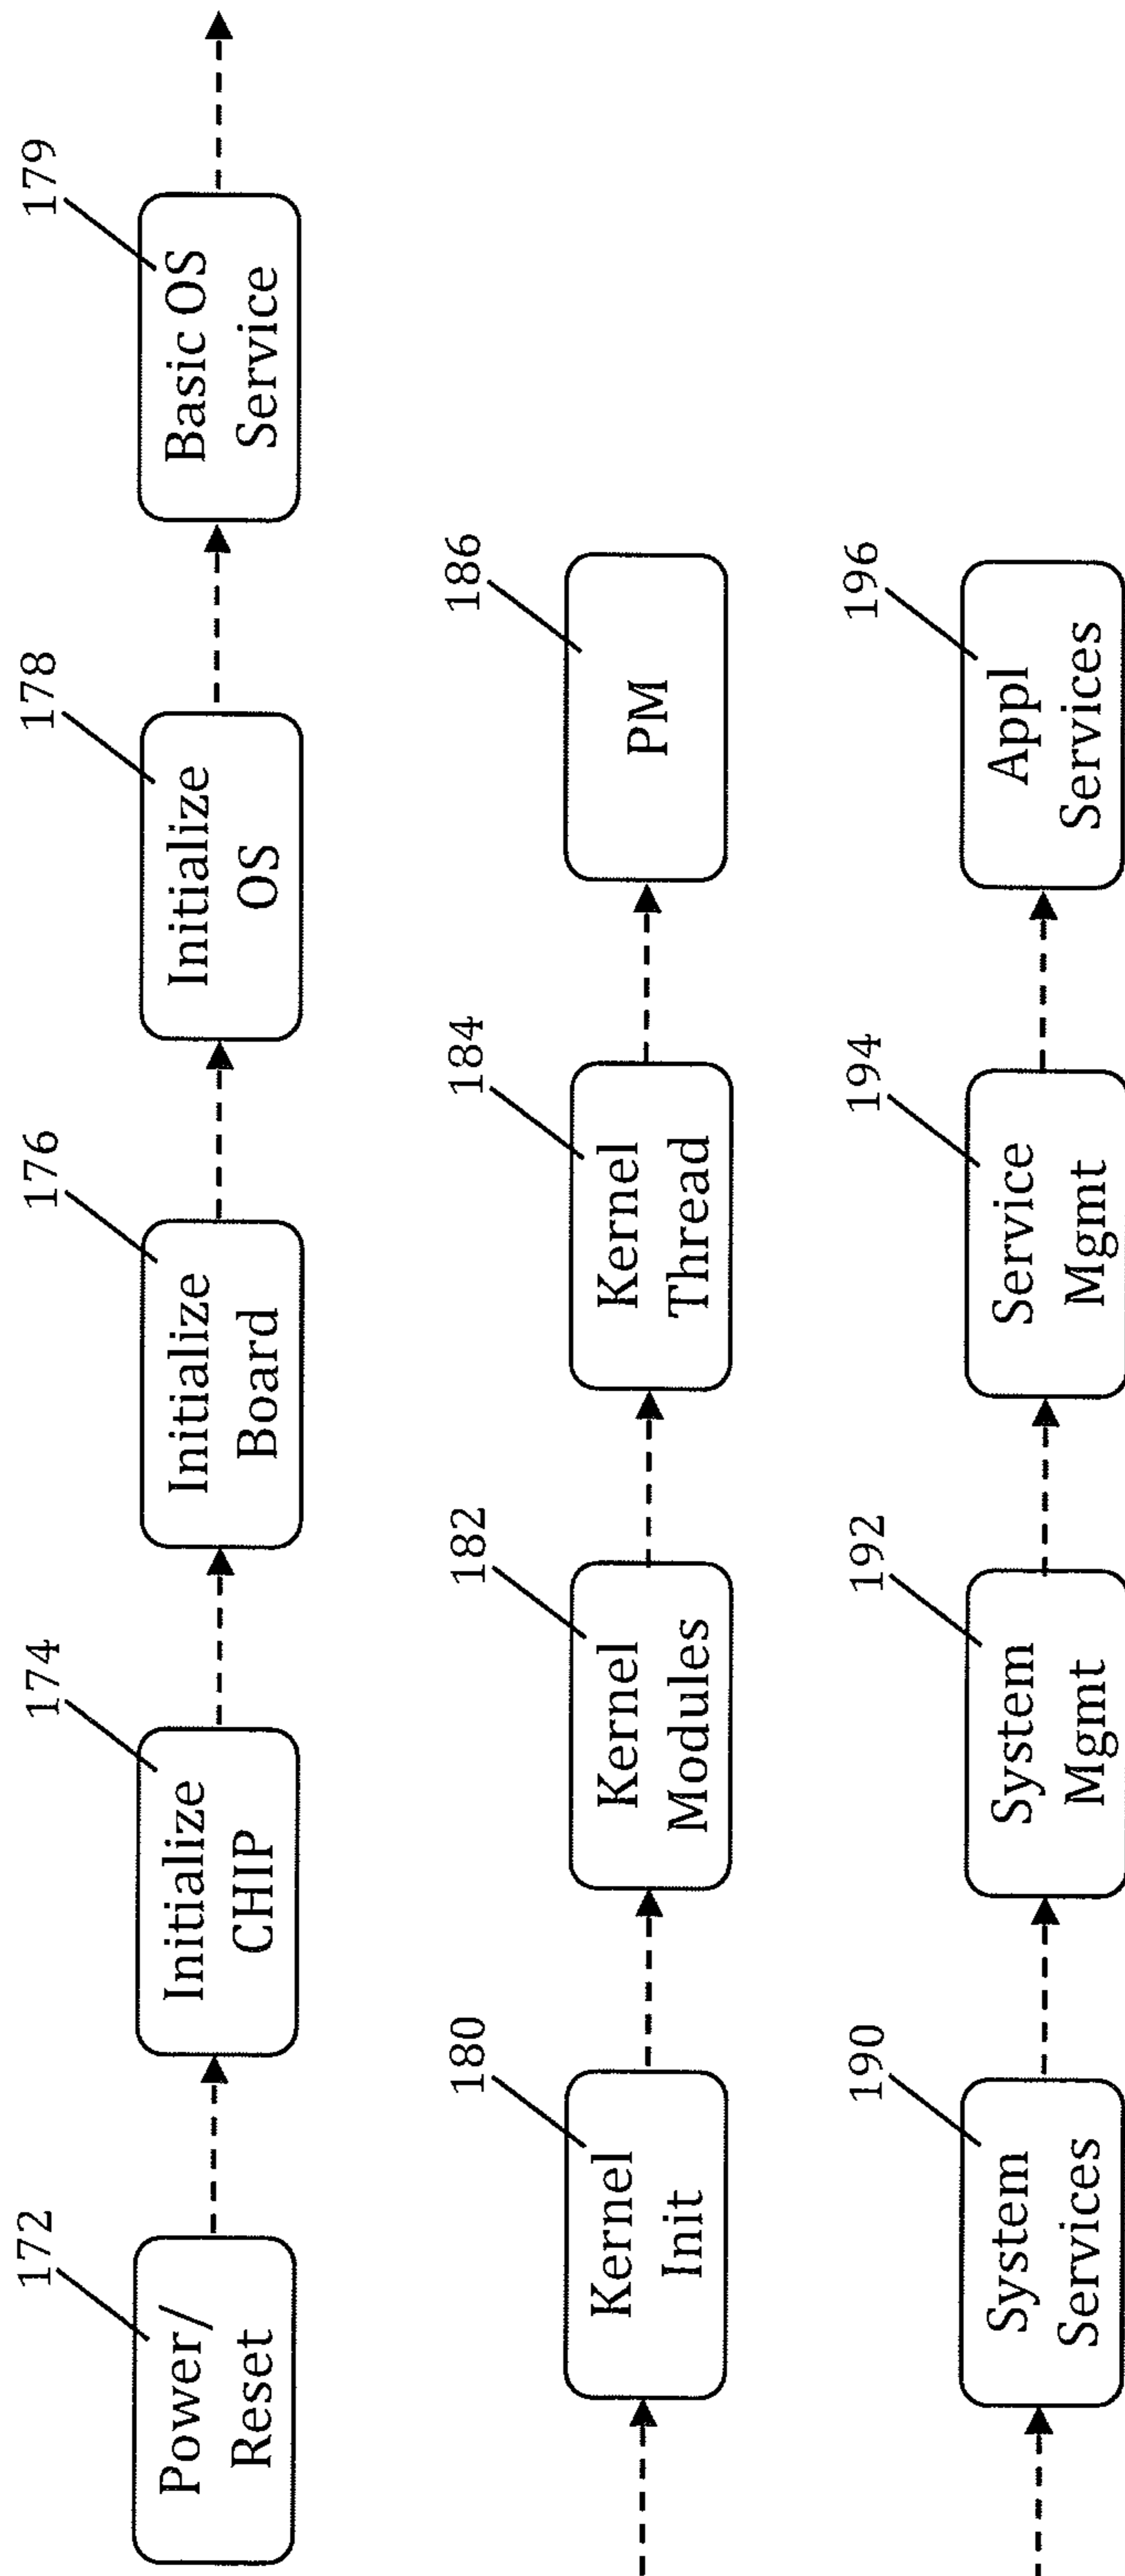 172
Power/
Reset
174
Initialize
CHIP
176
Initialize
Board
178
Initialize
OS
179
Basic OS
Service
180
Kernel
Init
182
Kernel
Modules
184
Kernel
Thread
186
PM
190
System
Services
192
System
Mgmt
194
Service
Mgmt
196
Appl
Services